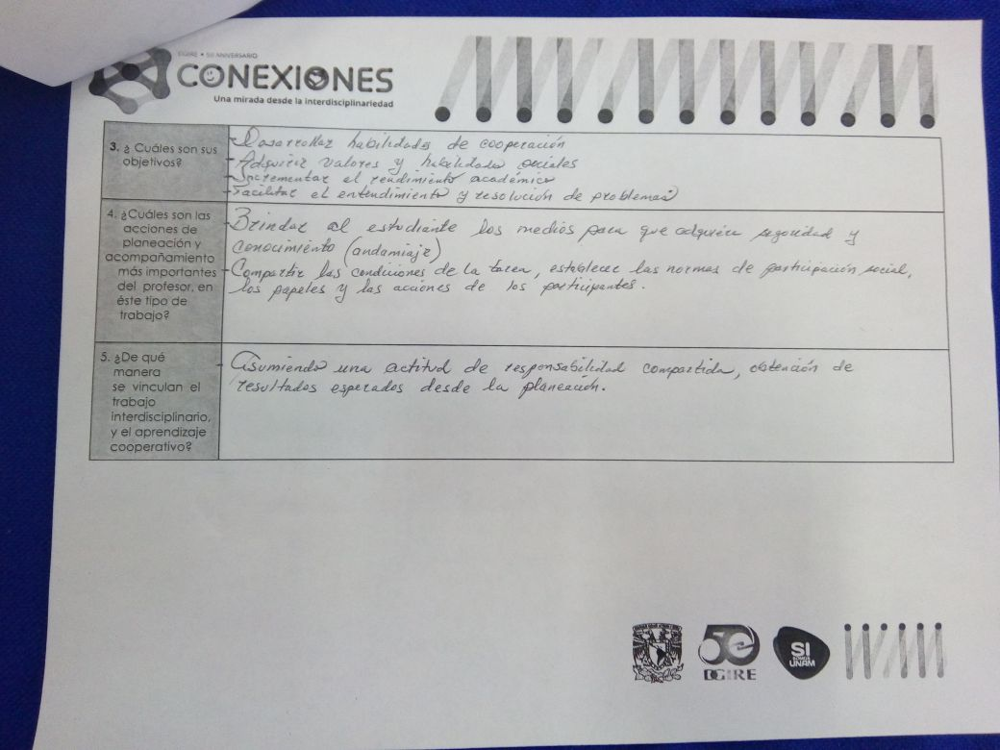 DGIRE • 50 ANIVERSARIO
CONEXIONES
Una mirada desde la interdisciplinariedad
3. ¿ Cuáles son sus
objetivos?
- Desarrollar habilidades de cooperación
- Adquirir valores y habilidades sociales
- Incrementar el rendimiento académico
- Facilitar el entendimiento y resolución de problemas
4. ¿Cuáles son las
acciones de
planeación y
acompañamiento
más importantes
del profesor, en
éste tipo de
trabajo?
- Brindar al estudiante los medios para que adquiera seguridad y
conocimiento (andamiaje)
- Compartir las condiciones de la tarea, establecer las normas de participación social,
los papeles y las acciones de los participantes.
5. ¿De qué
manera
se vinculan el
trabajo
interdisciplinario,
y el aprendizaje
cooperativo?
- Asumiendo una actitud de responsabilidad compartida, obtención de
resultados esperados desde la planeación.
50
DGIRE
SI
SOMOS
UNAM